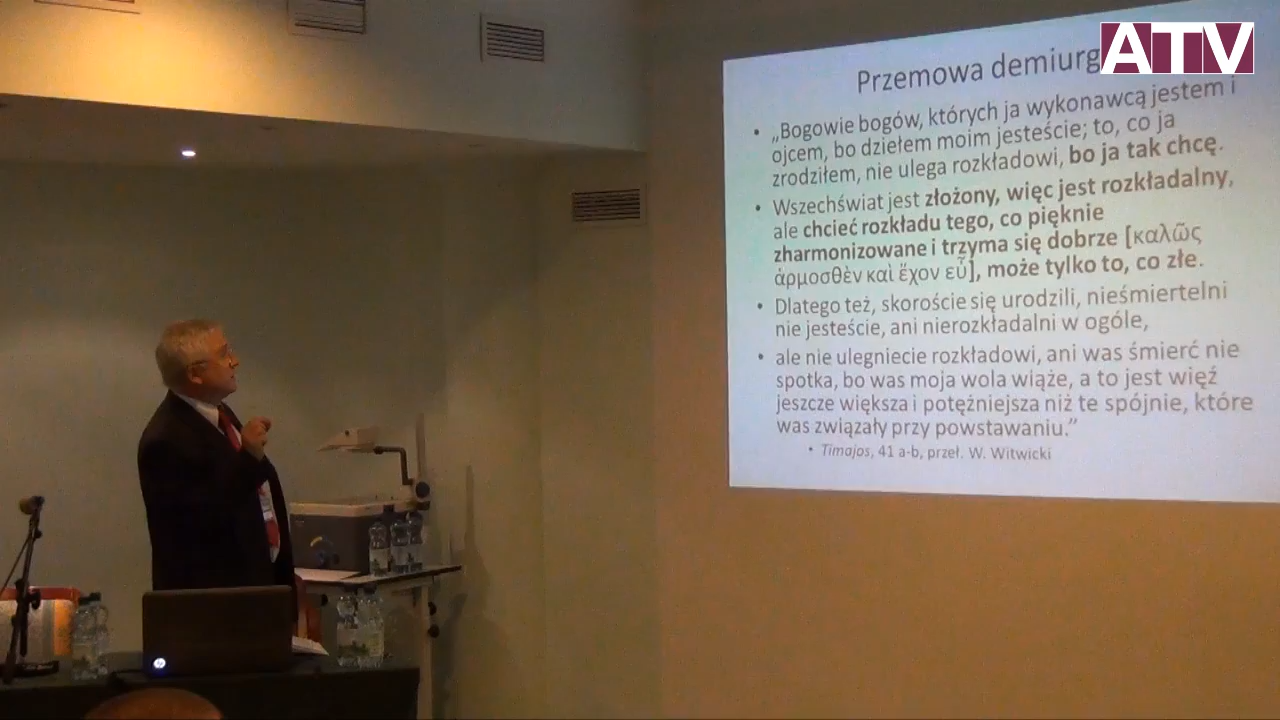 ATV
Przemowa demiurg
• „Bogowie bogów, których ja wykonawcą jestem i
ojcem, bo dziełem moim jesteście; to, co ja
zrodziłem, nie ulega rozkładowi, bo ja tak chcę.
• Wszechświat jest złożony, więc jest rozkładalny,
ale chcieć rozkładu tego, co pięknie
zharmonizowane i trzyma się dobrze [καλῶς
ἁρμοσθὲν καὶ ἔχον εὖ], może tylko to, co złe.
• Dlatego też, skoroście się urodzili, nieśmiertelni
nie jesteście, ani nierozkładalni w ogóle,
• ale nie ulegniecie rozkładowi, ani was śmierć nie
spotka, bo was moja wola wiąże, a to jest więź
jeszcze większa i potężniejsza niż te spójnie, które
was związały przy powstawaniu.”
• Timajos, 41 a-b, przeł. W. Witwicki
hp